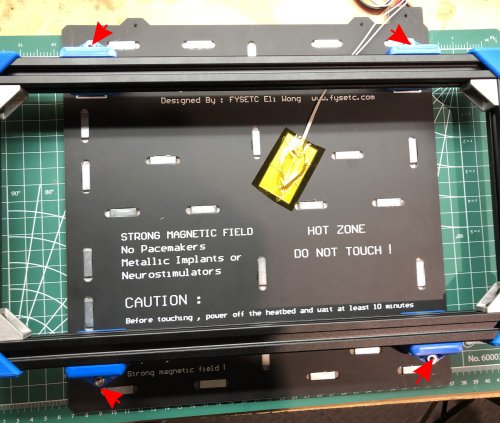 Designed By : FYSETC Eli Wong www.fysetc.com
90°
80°
STRONG MAGNETIC FIELD
No Pacemakers
Metallic Implants or
Neurostimulators
HOT ZONE
DO NOT TOUCH !
CAUTION :
Before touching , power off the heatbed and wait at least 10 minutes
Strong magnetic field !